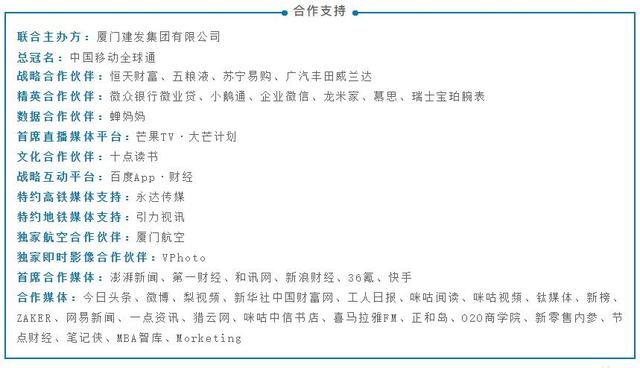 合作支持
联合主办方：厦门建发集团有限公司
总冠名：中国移动全球通
战略合作伙伴：恒天财富、五粮液、苏宁易购、广汽丰田威兰达
精英合作伙伴：微众银行微业贷、小鹅通、企业微信、龙米家、慕思、瑞士宝珀腕表
数据合作伙伴：蝉妈妈
首席直播媒体平台：芒果TV·大芒计划
文化合作伙伴：十点读书
战略互动平台：百度App·财经
特约高铁媒体支持：永达传媒
特约地铁媒体支持：引力视讯
独家航空合作伙伴：厦门航空
独家即时影像合作伙伴：VPhoto
首席合作媒体：澎湃新闻、第一财经、和讯网、新浪财经、36氪、快手
合作媒体：今日头条、微博、梨视频、新华社中国财富网、工人日报、咪咕阅读、咪咕视频、钛媒体、新榜、
ZAKER、网易新闻、一点资讯、猎云网、咪咕中信书店、喜马拉雅FM、正和岛、O2O商学院、新零售内参、节
点财经、笔记侠、MBA智库、Morketing